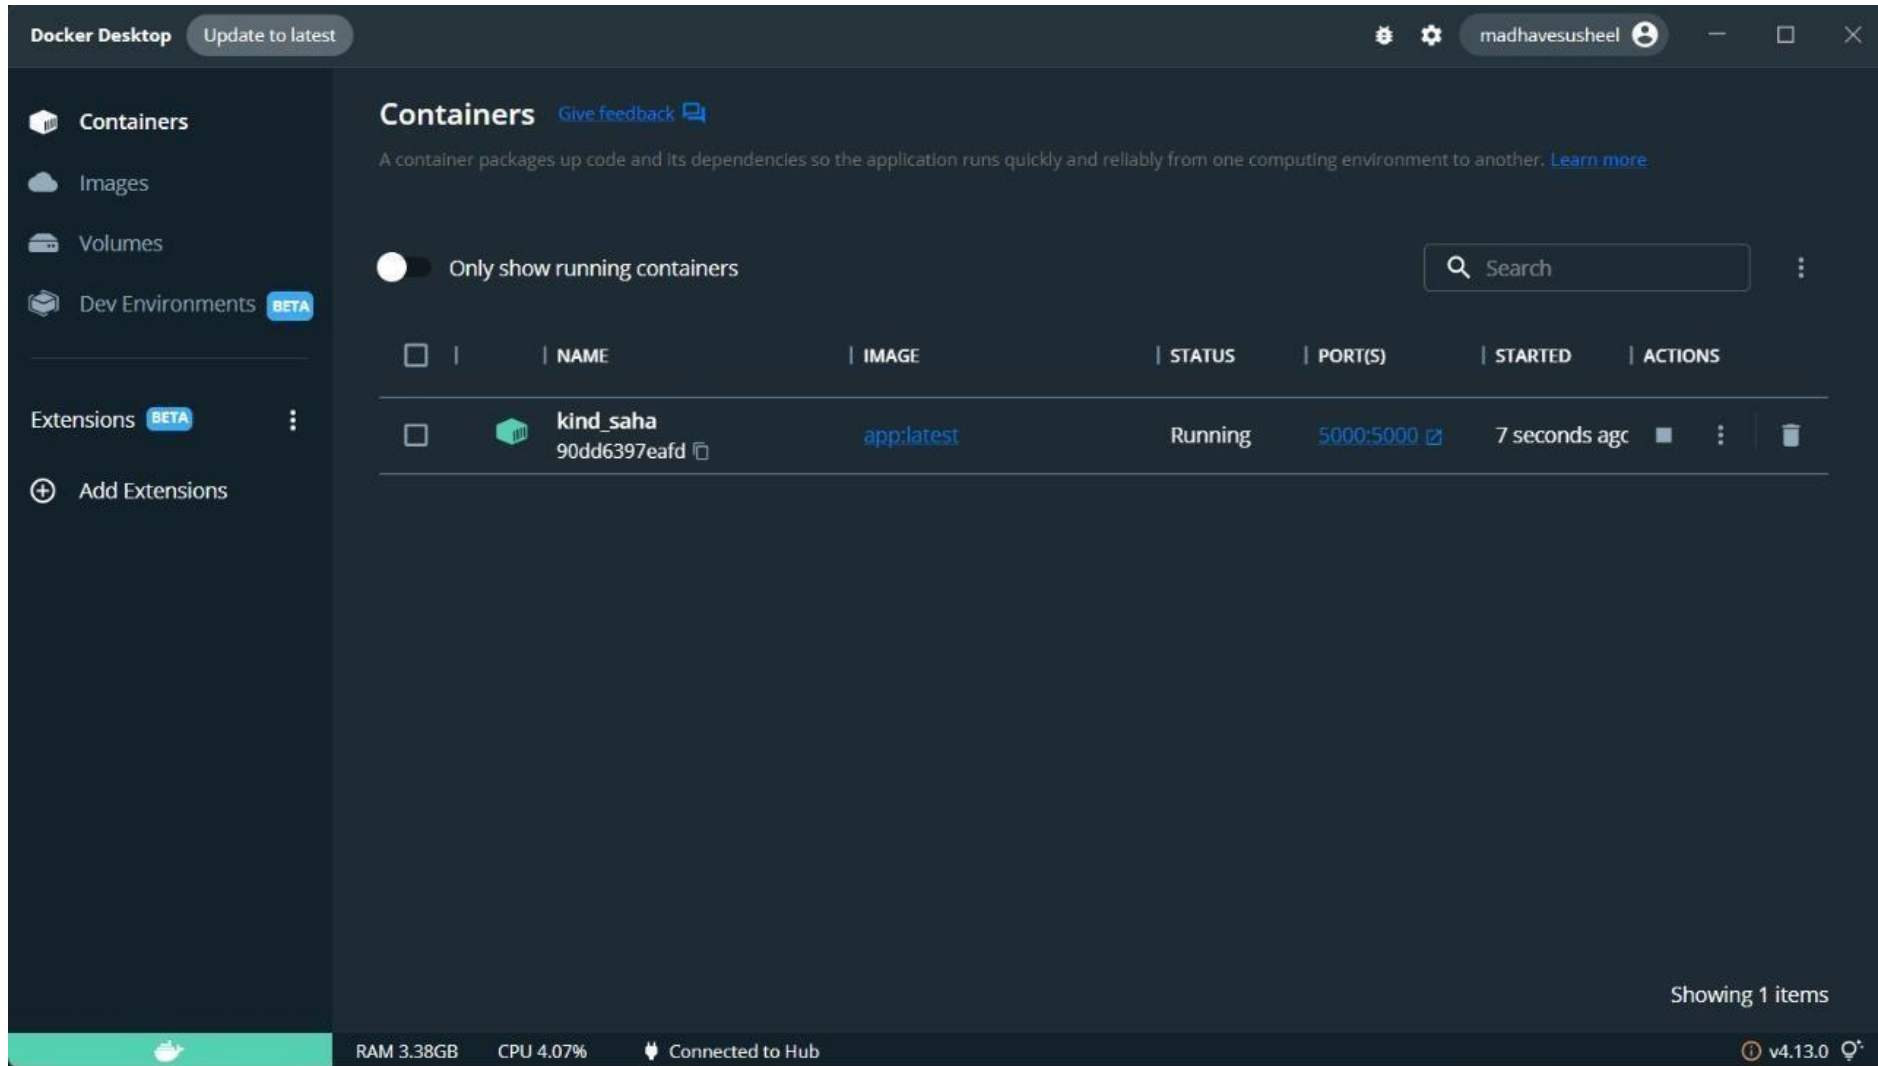 Docker Desktop Update to latest madhavesusheel
Containers
Images
Volumes
Dev Environments BETA
Extensions BETA
Add Extensions
Containers Give feedback
A container packages up code and its dependencies so the application runs quickly and reliably from one computing environment to another. Learn more
Only show running containers Search
NAME IMAGE STATUS PORT(S) STARTED ACTIONS
kind_saha app:latest Running 5000:5000 7 seconds agc
90dd6397eafd
Showing 1 items
RAM 3.38GB CPU 4.07% Connected to Hub v4.13.0